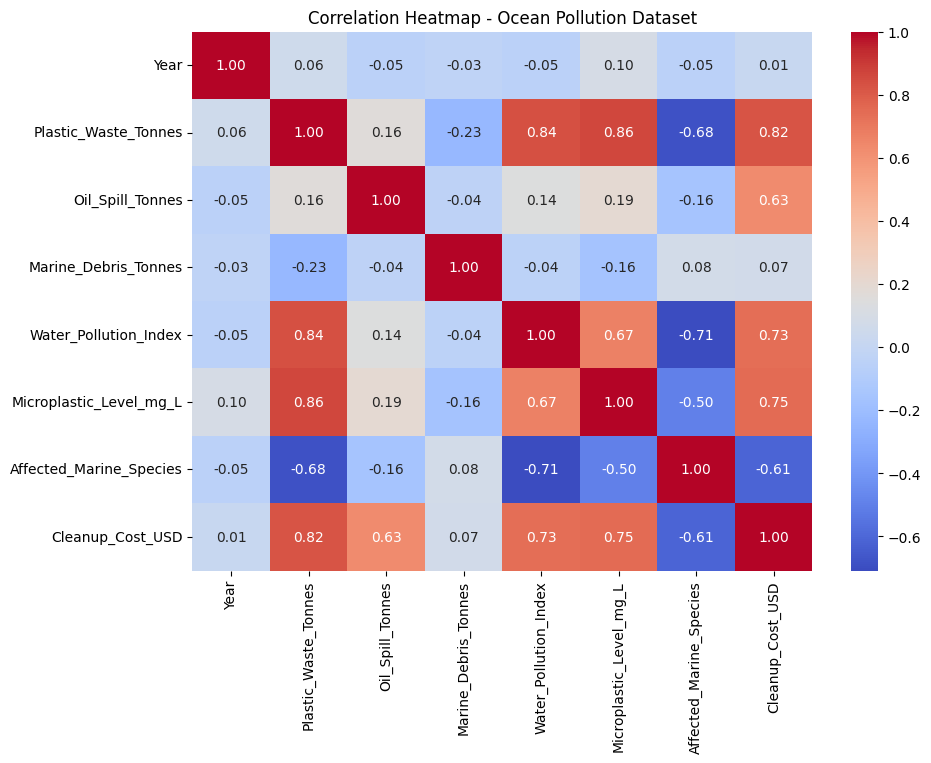 Correlation Heatmap - Ocean Pollution Dataset
Year 1.00 0.06 -0.05 -0.03 -0.05 0.10 -0.05 0.01
Plastic_Waste_Tonnes 0.06 1.00 0.16 -0.23 0.84 0.86 -0.68 0.82
Oil_Spill_Tonnes -0.05 0.16 1.00 -0.04 0.14 0.19 -0.16 0.63
Marine_Debris_Tonnes -0.03 -0.23 -0.04 1.00 -0.04 -0.16 0.08 0.07
Water_Pollution_Index -0.05 0.84 0.14 -0.04 1.00 0.67 -0.71 0.73
Microplastic_Level_mg_L 0.10 0.86 0.19 -0.16 0.67 1.00 -0.50 0.75
Affected_Marine_Species -0.05 -0.68 -0.16 0.08 -0.71 -0.50 1.00 -0.61
Cleanup_Cost_USD 0.01 0.82 0.63 0.07 0.73 0.75 -0.61 1.00
Year
Plastic_Waste_Tonnes
Oil_Spill_Tonnes
Marine_Debris_Tonnes
Water_Pollution_Index
Microplastic_Level_mg_L
Affected_Marine_Species
Cleanup_Cost_USD
1.0
0.8
0.6
0.4
0.2
0.0
−0.2
−0.4
−0.6